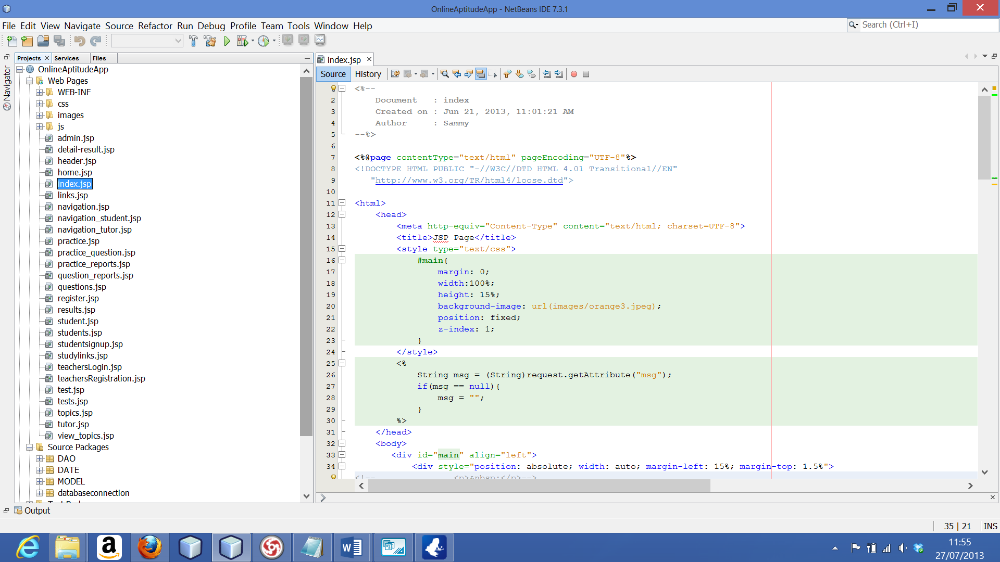 OnlineAptitudeApp - NetBeans IDE 7.3.1
File Edit View Navigate Source Refactor Run Debug Profile Team Tools Window Help
Search (Ctrl+I)
Projects Services Files
Navigator
OnlineAptitudeApp
Web Pages
WEB-INF
css
images
js
admin.jsp
detail-result.jsp
header.jsp
home.jsp
index.jsp
links.jsp
navigation.jsp
navigation_student.jsp
navigation_tutor.jsp
practice.jsp
practice_question.jsp
practice_reports.jsp
question_reports.jsp
questions.jsp
register.jsp
results.jsp
student.jsp
students.jsp
studentsignup.jsp
studylinks.jsp
teachersLogin.jsp
teachersRegistration.jsp
test.jsp
tests.jsp
topics.jsp
tutor.jsp
view_topics.jsp
Source Packages
DAO
DATE
MODEL
databaseconnection
index.jsp
Source History
<%--
2 Document : index
3 Created on : Jun 21, 2013, 11:01:21 AM
4 Author : Sammy
5 --%>
6
7 <%@page contentType="text/html" pageEncoding="UTF-8"%>
8 <!DOCTYPE HTML PUBLIC "-//W3C//DTD HTML 4.01 Transitional//EN"
9 "http://www.w3.org/TR/html4/loose.dtd">
10
11 <html>
12 <head>
13 <meta http-equiv="Content-Type" content="text/html; charset=UTF-8">
14 <title>JSP Page</title>
15 <style type="text/css">
16 #main{
17 margin: 0;
18 width:100%;
19 height: 15%;
20 background-image: url(images/orange3.jpeg);
21 position: fixed;
22 z-index: 1;
23 }
24 </style>
25 <%
26 String msg = (String)request.getAttribute("msg");
27 if(msg == null){
28 msg = "";
29 }
30 %>
31 </head>
32 <body>
33 <div id="main" align="left">
34 <div style="position: absolute; width: auto; margin-left: 15%; margin-top: 1.5%">
<!-- <p>&nbsp;</p>-->
Output
35 | 21 INS
11:55
27/07/2013